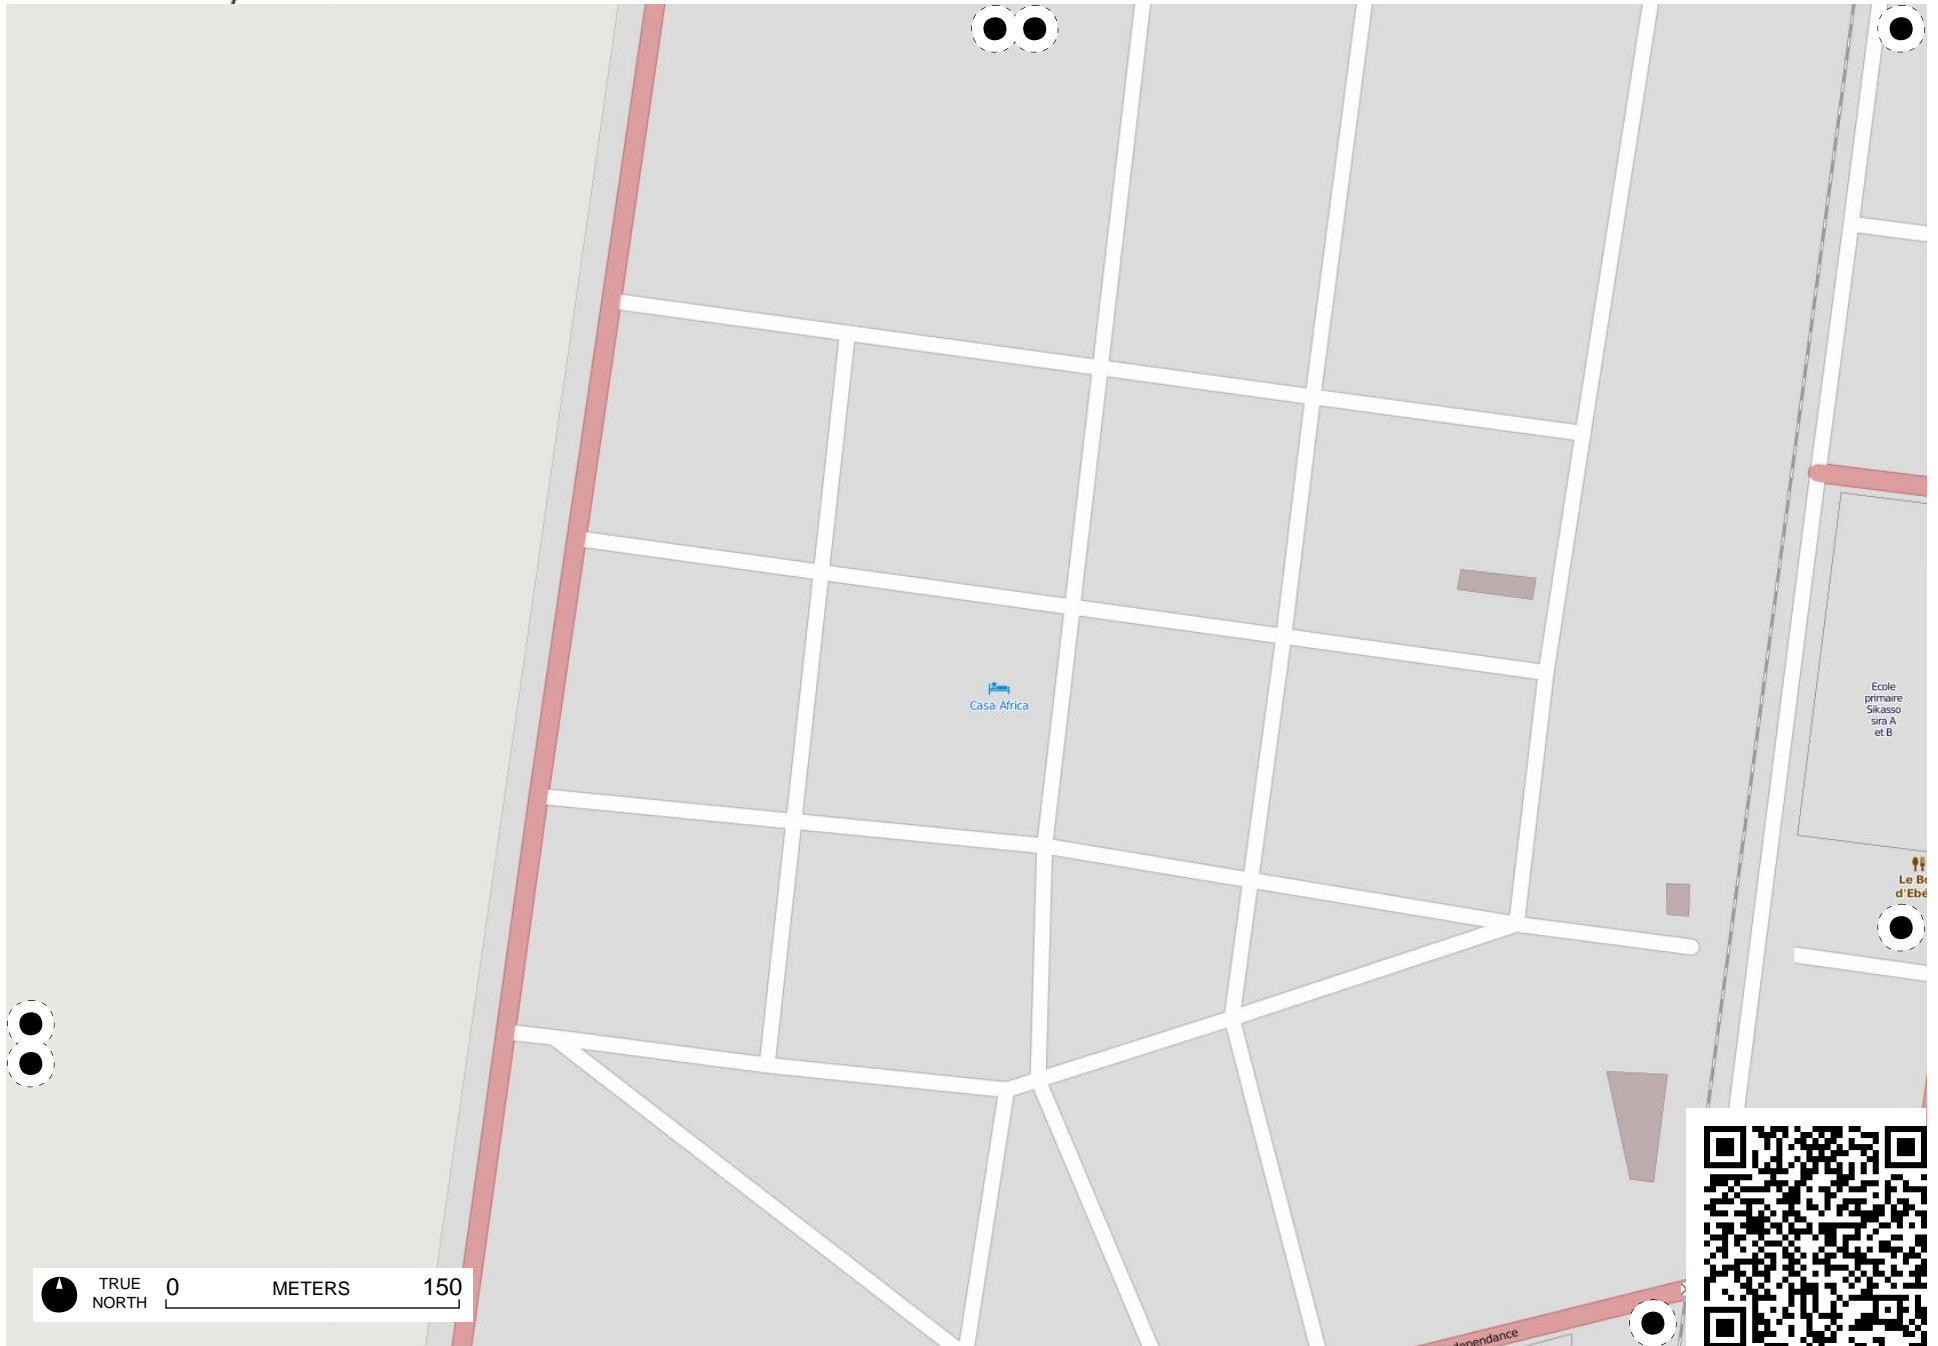 Casa Africa
Ecole
primaire
Sikasso
sira A
et B
TRUE
NORTH
0 METERS 150